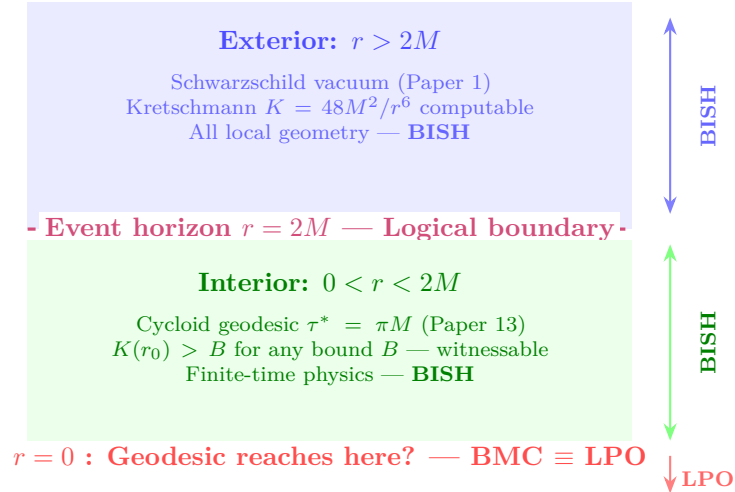 Exterior: r > 2M
Schwarzschild vacuum (Paper 1)
Kretschmann K = 48M²/r⁶ computable
All local geometry — BISH
BISH
Event horizon r = 2M — Logical boundary
Interior: 0 < r < 2M
Cycloid geodesic τ* = πM (Paper 13)
K(r₀) > B for any bound B — witnessable
Finite-time physics — BISH
BISH
r = 0 : Geodesic reaches here? — BMC ≡ LPO
LPO